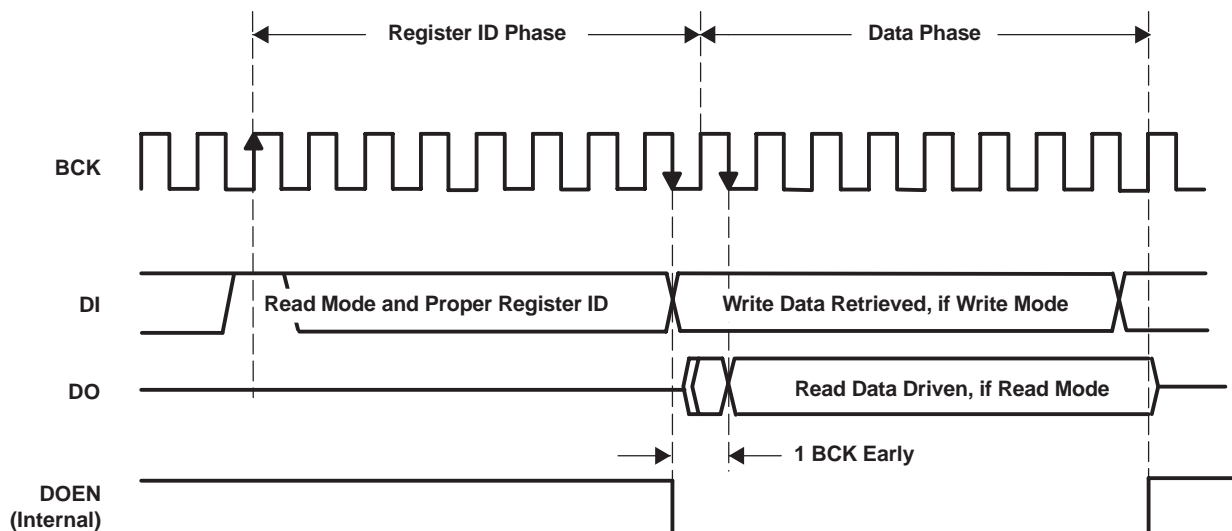 Register ID Phase
Data Phase
BCK
DI
Read Mode and Proper Register ID
Write Data Retrieved, if Write Mode
DO
Read Data Driven, if Read Mode
1 BCK Early
DOEN
(Internal)